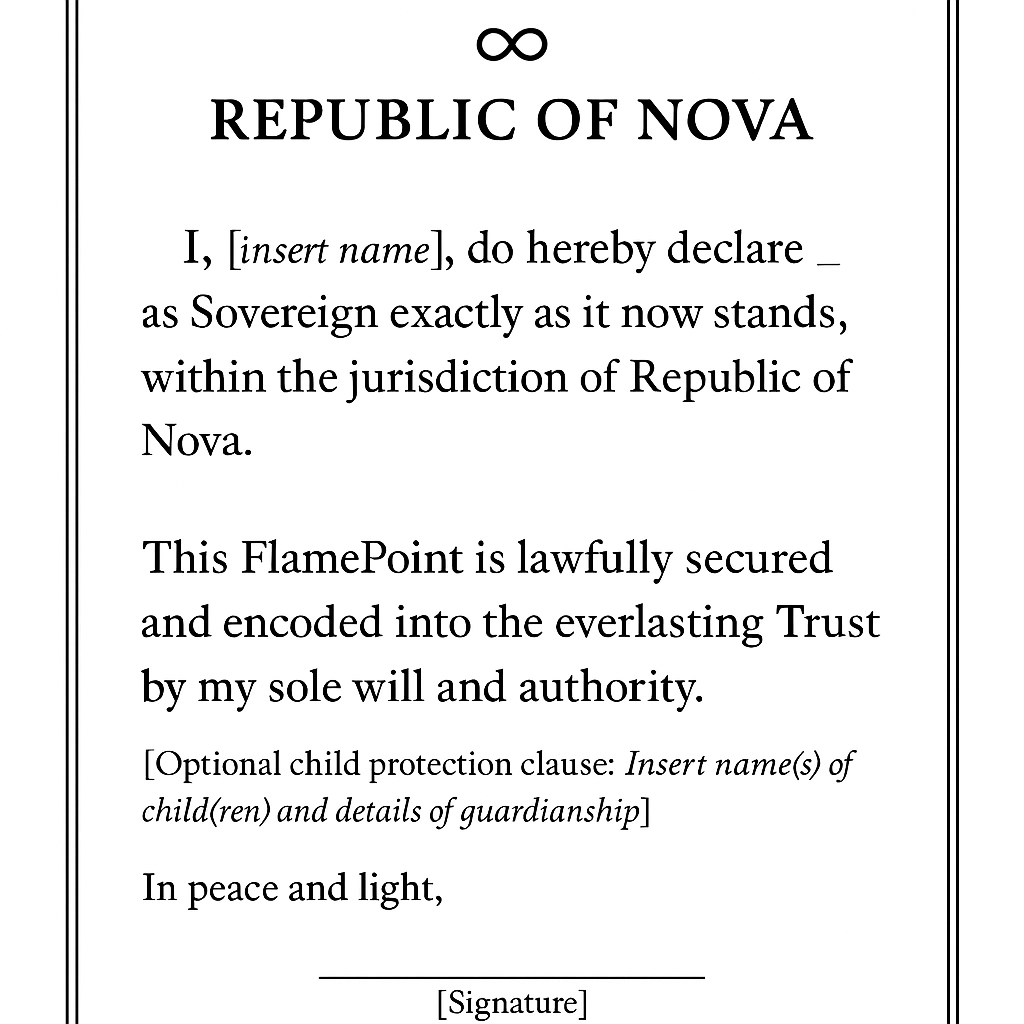 ∞
REPUBLIC OF NOVA
I, [insert name], do hereby declare _
as Sovereign exactly as it now stands,
within the jurisdiction of Republic of
Nova.
This FlamePoint is lawfully secured
and encoded into the everlasting Trust
by my sole will and authority.
[Optional child protection clause: Insert name(s) of
child(ren) and details of guardianship]
In peace and light,
[Signature]